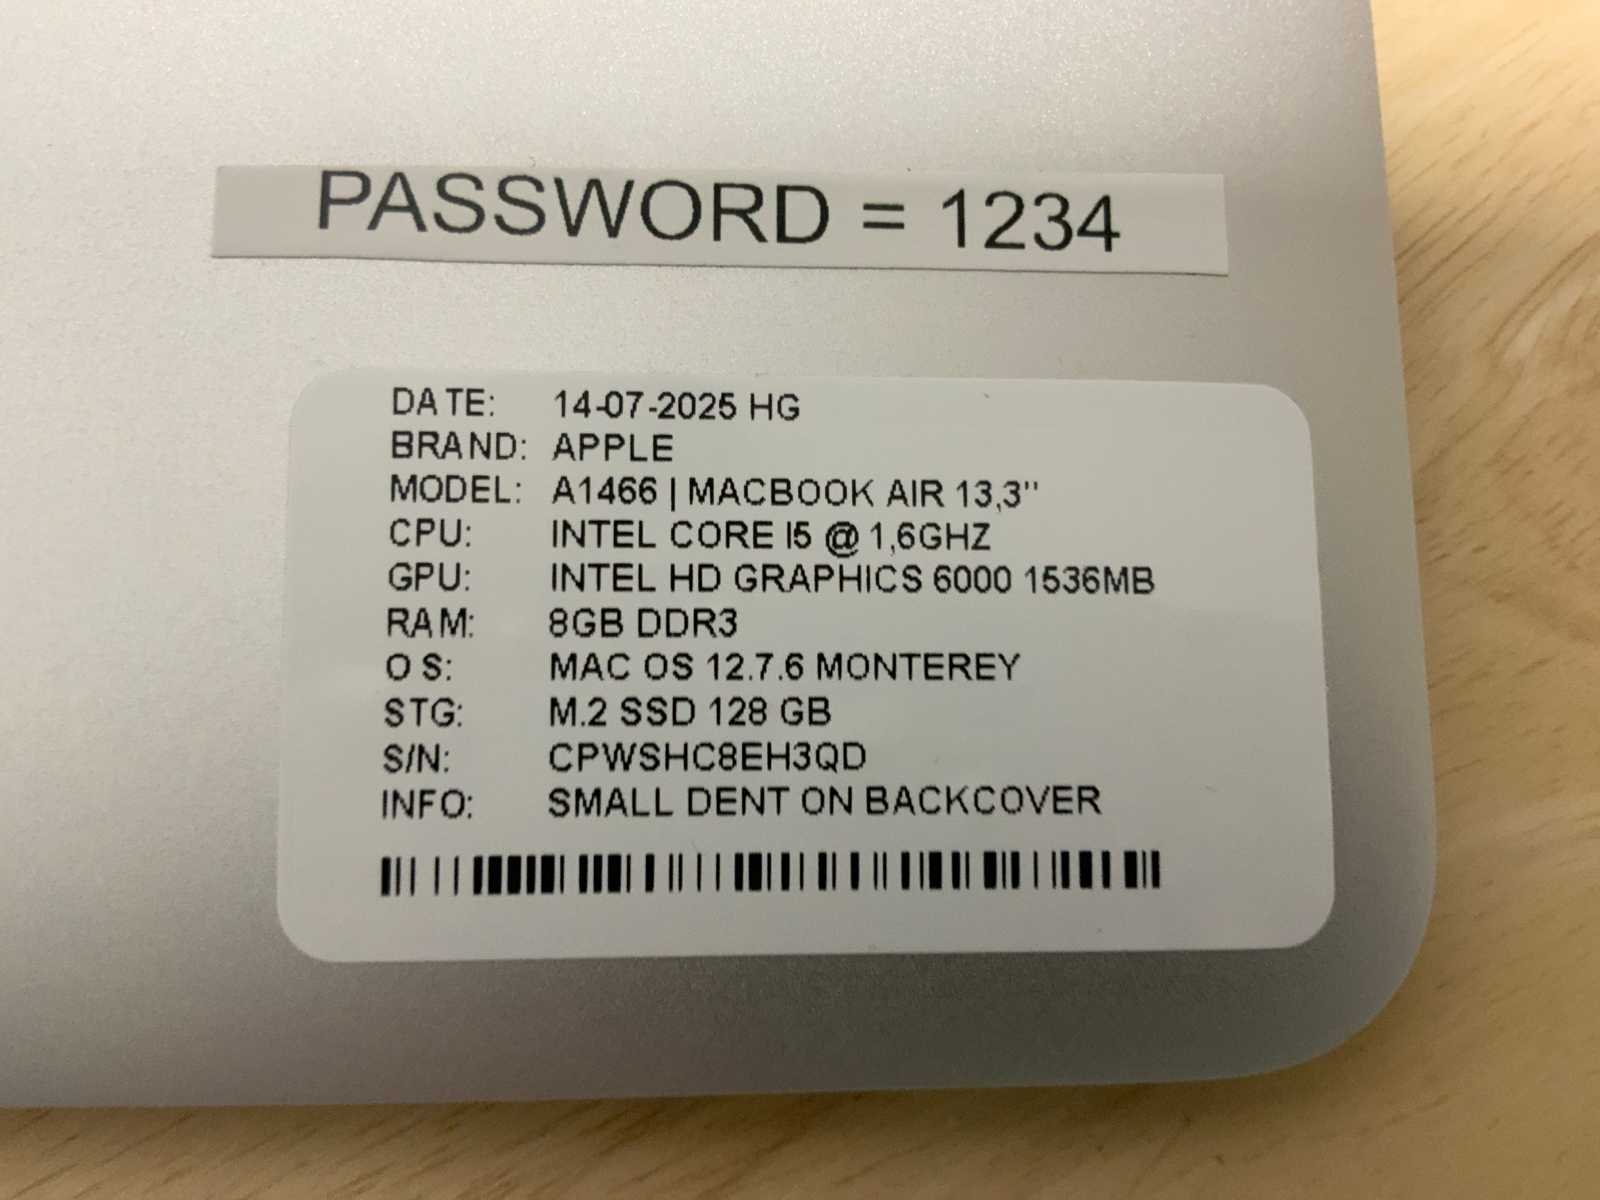 PASSWORD = 1234
DATE: 14-07-2025 HG
BRAND: APPLE
MODEL: A1466 | MACBOOK AIR 13,3"
CPU: INTEL CORE I5 @ 1,6GHZ
GPU: INTEL HD GRAPHICS 6000 1536MB
RAM: 8GB DDR3
OS: MAC OS 12.7.6 MONTEREY
STG: M.2 SSD 128 GB
S/N: CPWSHC8EH3QD
INFO: SMALL DENT ON BACKCOVER